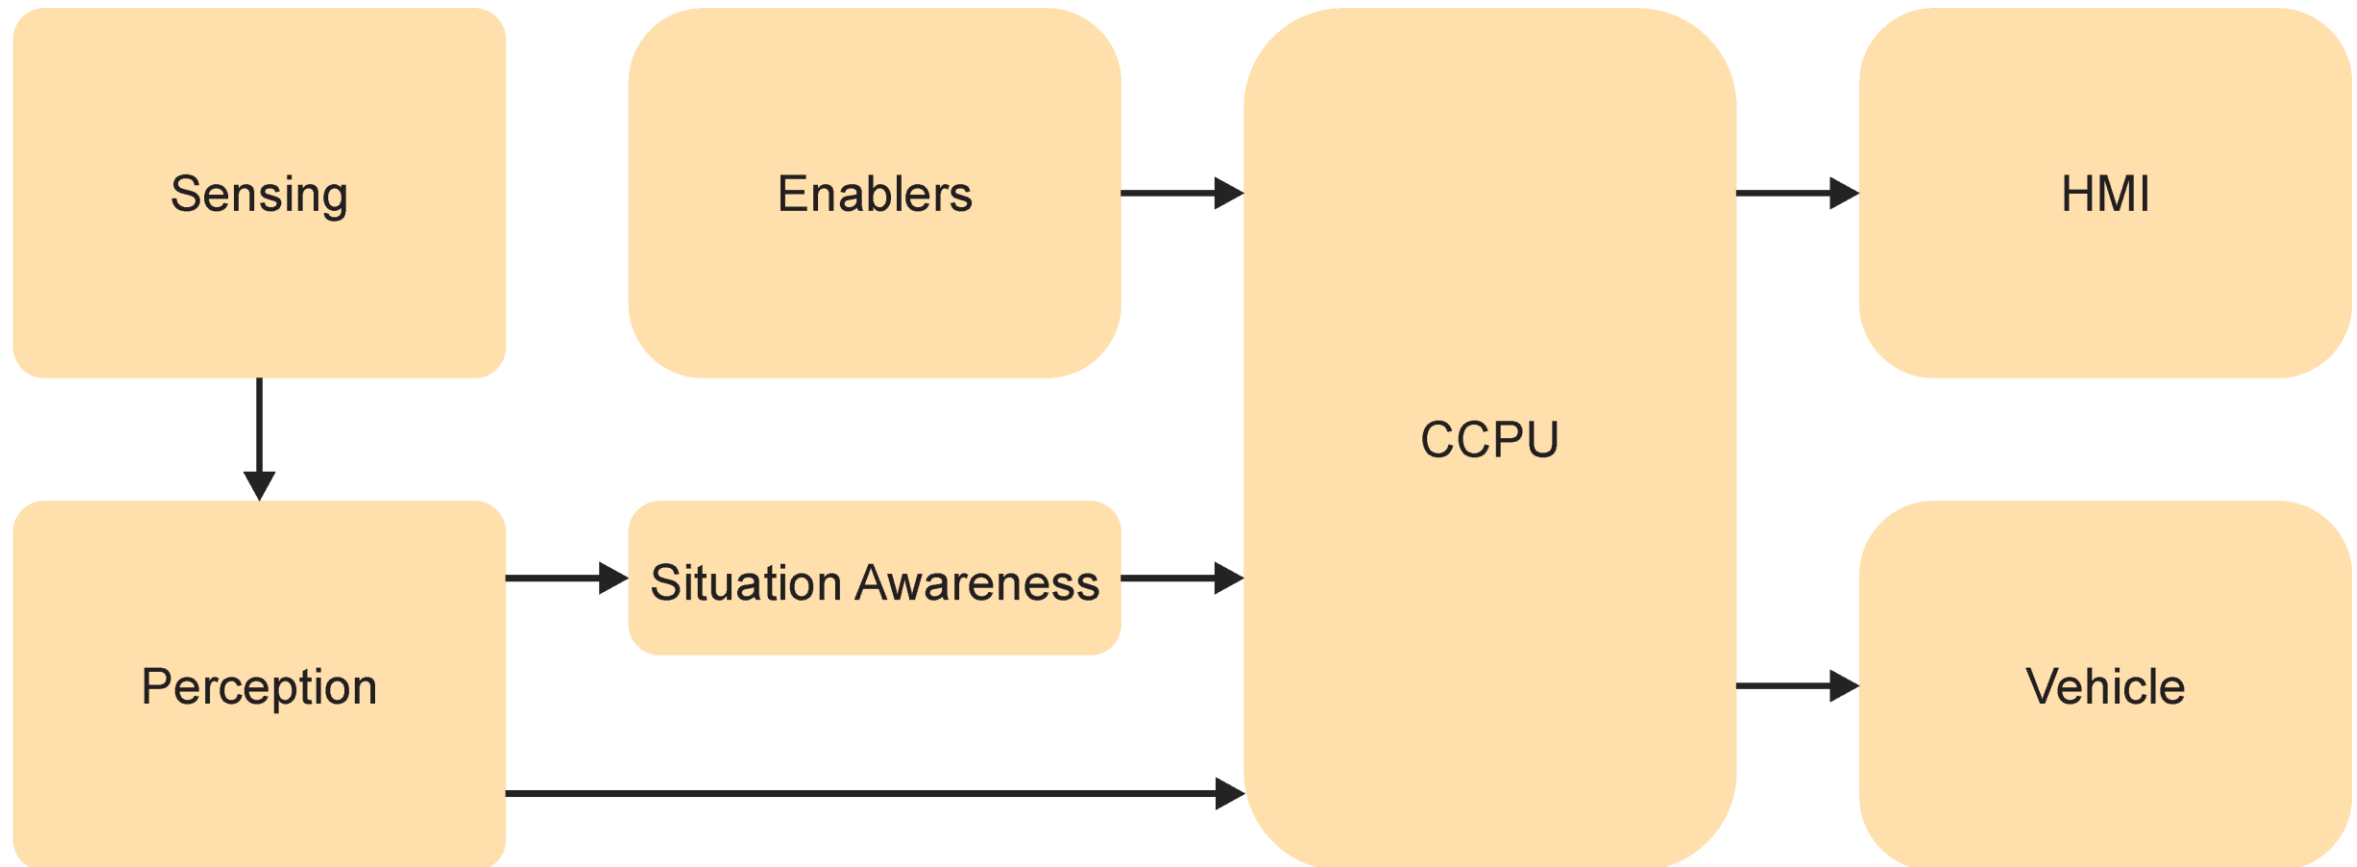 Sensing
Enablers
CCPU
HMI
Perception
Situation Awareness
Vehicle